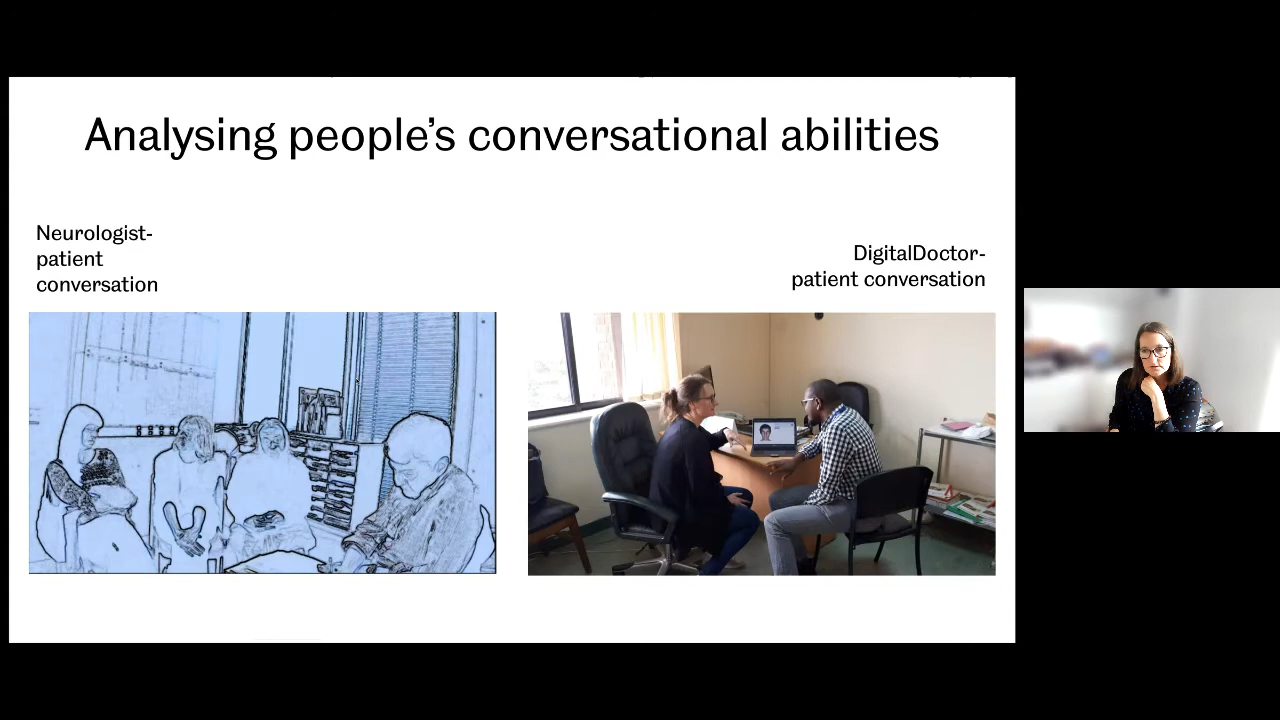 Analysing people’s conversational abilities
Neurologist-
patient
conversation
DigitalDoctor-
patient conversation